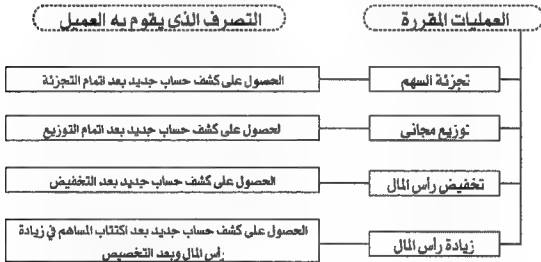 العمليات المقررة
التصرف الذي يقوم به العميل
تجزئة السهم
الحصول على كشف حساب جديد بعد اتمام التجزئة
توزيع مجانى
لحصول على كشف حساب جديد بعد اتمام التوزيع
تخفيض رأس المال
الحصول على كشف حساب جديد بعد التخفيض
زيادة رأس المال
الحصول على كشف حساب جديد بعد اكتتاب المساهم في زيادة
رأس المال وبعد التخصيص